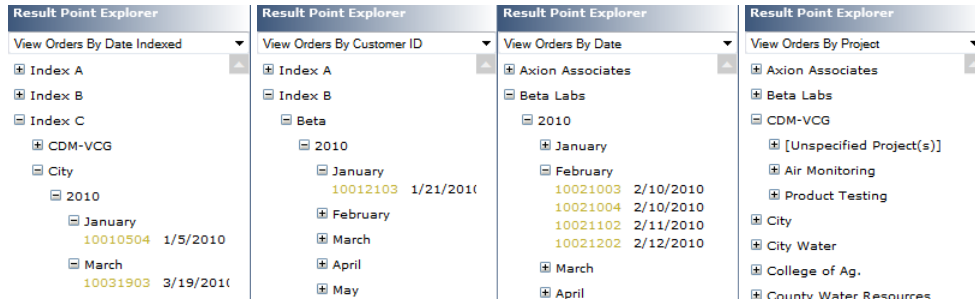 Result Point Explorer
View Orders By Date Indexed
Index A
Index B
Index C
CDM-VCG
City
2010
January
10010504 1/5/2010
March
10031903 3/19/201(
Result Point Explorer
View Orders By Customer ID
Index A
Index B
Beta
2010
January
10012103 1/21/201(
February
March
April
May
Result Point Explorer
View Orders By Date
Axion Associates
Beta Labs
2010
January
February
10021003 2/10/2010
10021004 2/10/2010
10021102 2/11/2010
10021202 2/12/2010
March
April
Result Point Explorer
View Orders By Project
Axion Associates
Beta Labs
CDM-VCG
[Unspecified Project(s)]
Air Monitoring
Product Testing
City
City Water
College of Ag.
County Water Resources